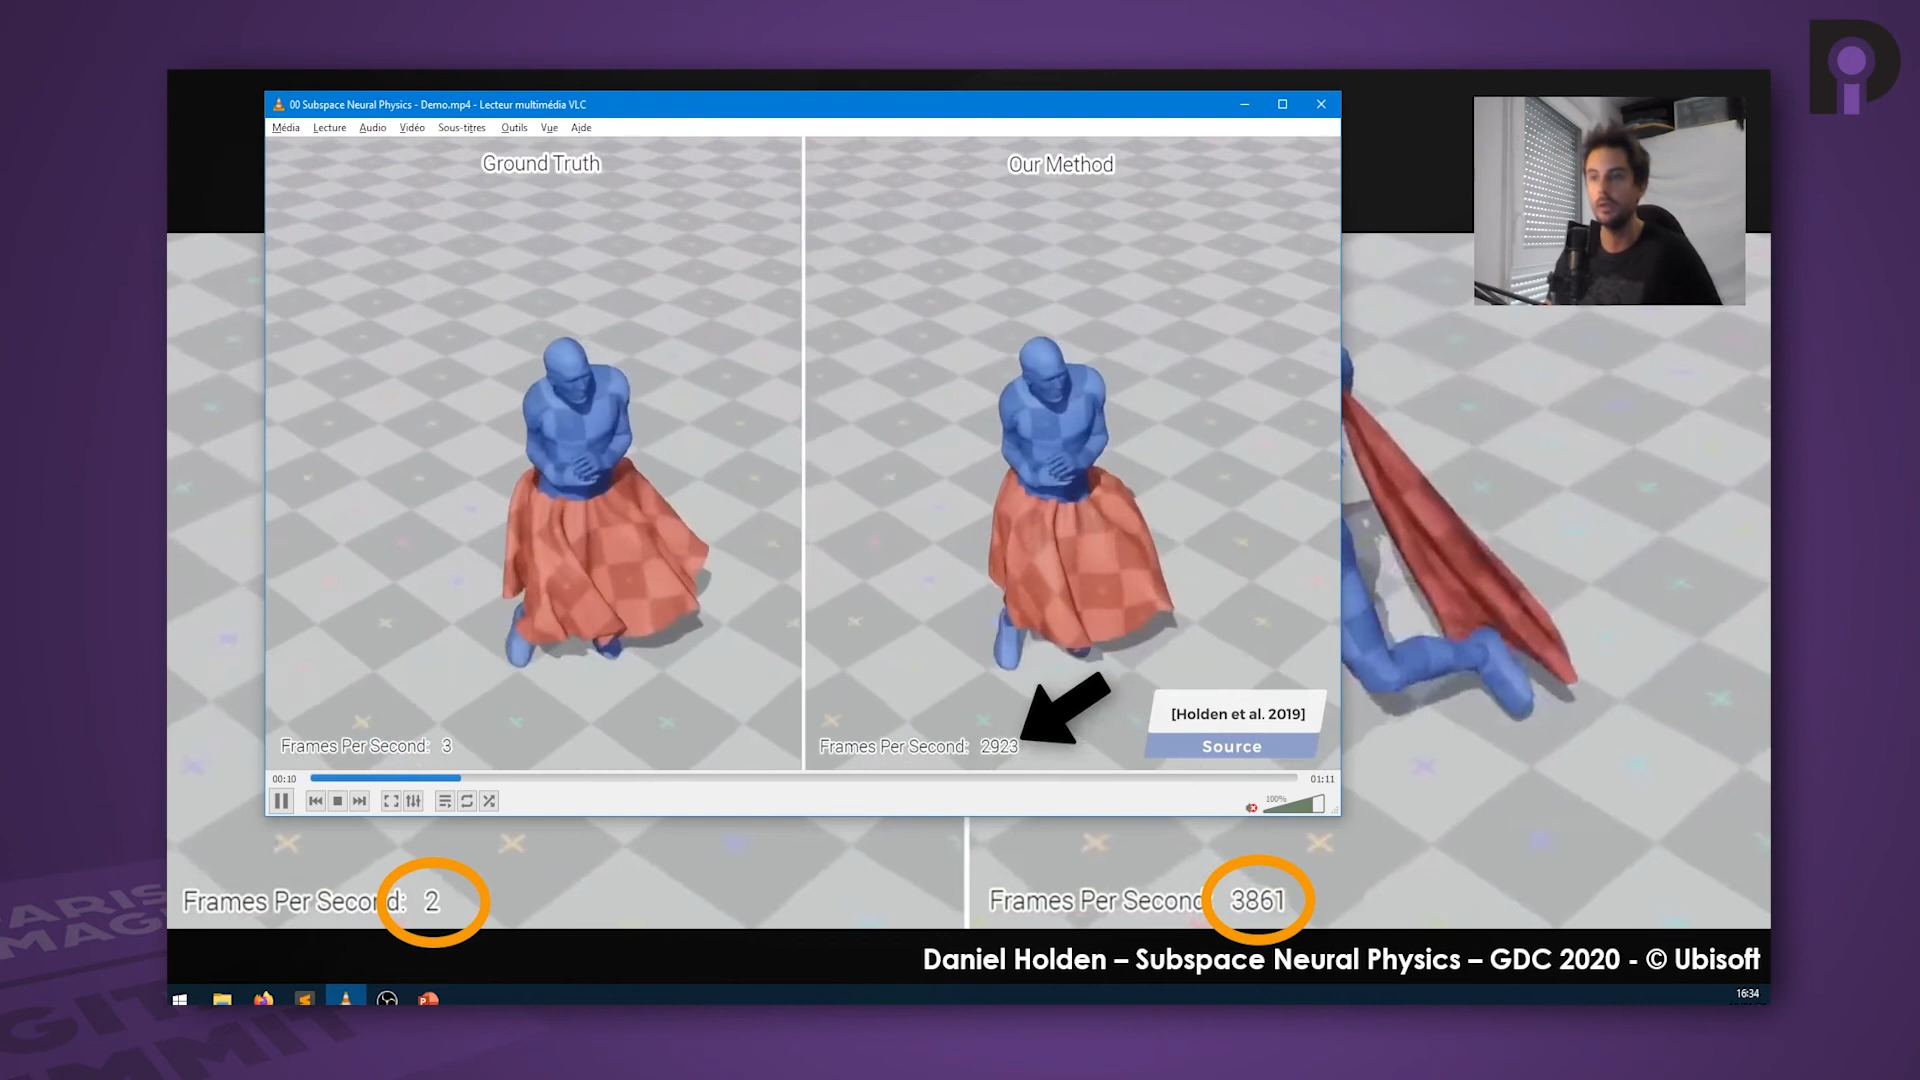 00 Subspace Neural Physics - Demo.mp4 - Lecteur multimédia VLC
Média Lecture Audio Vidéo Sous-titres Outils Vue Aide
Ground Truth
Our Method
Frames Per Second: 3
Frames Per Second: 2923
[Holden et al. 2019]
Source
00:10
01:11
100%
Frames Per Second: 2
Frames Per Second 3861
Daniel Holden – Subspace Neural Physics – GDC 2020 - © Ubisoft
16:34